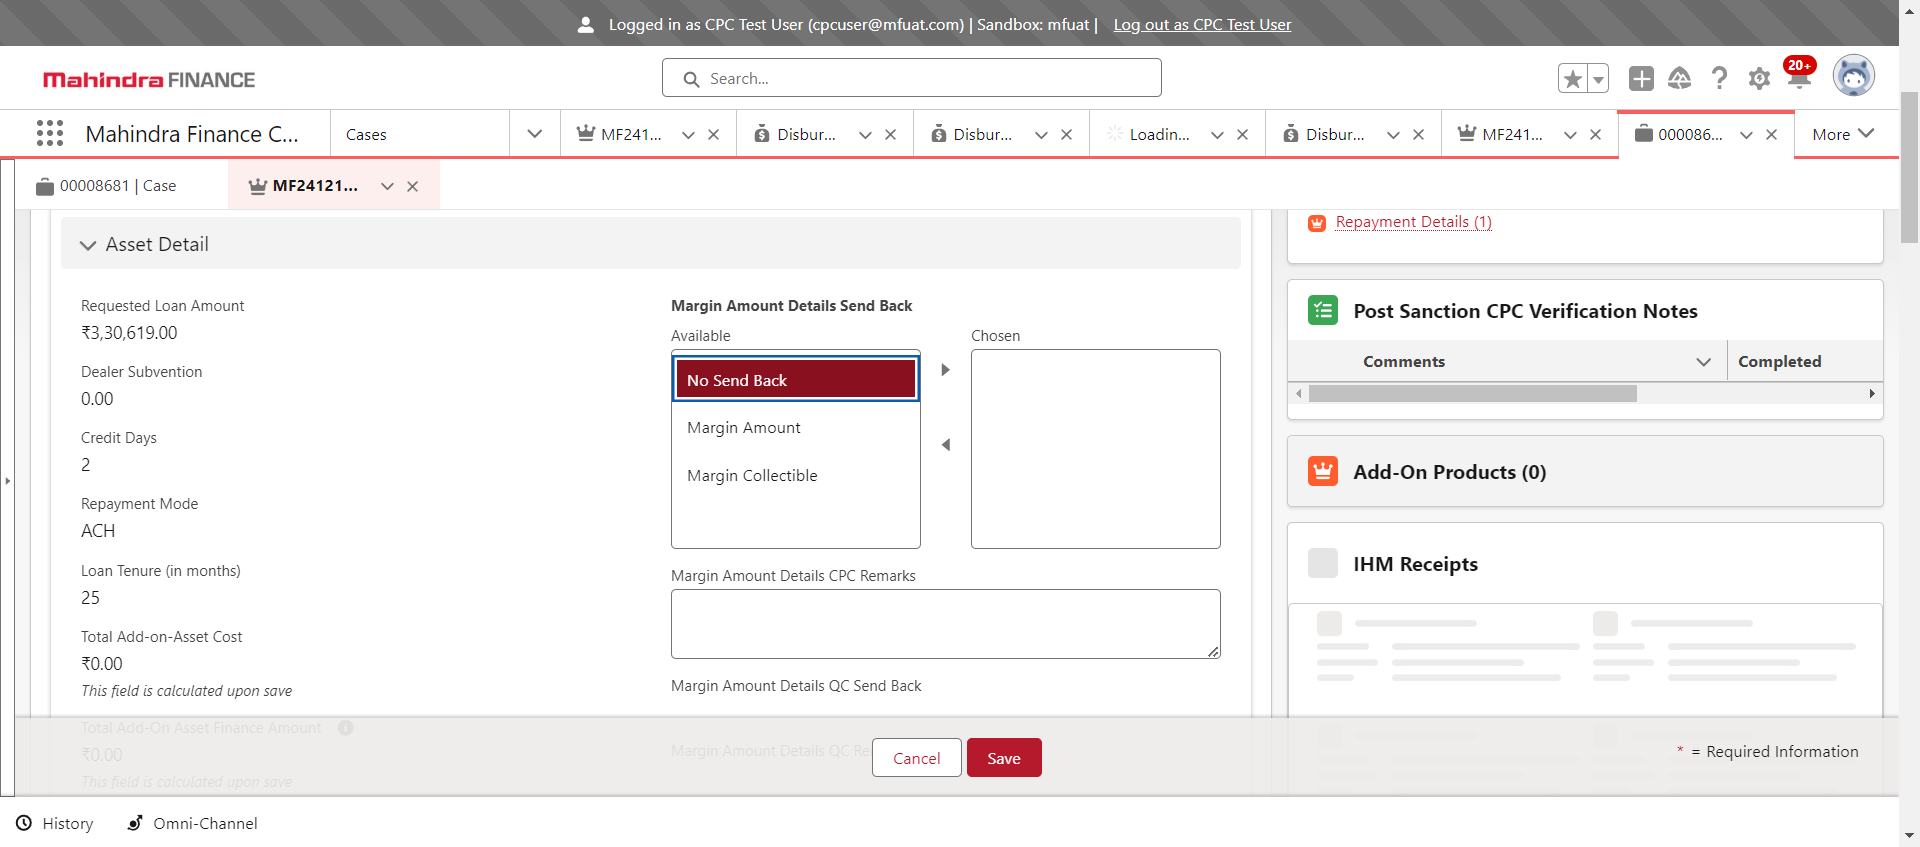 Logged in as CPC Test User (cpcuser@mfuat.com) | Sandbox: mfuat | Log out as CPC Test User
Mahindra FINANCE
Search...
20+
Mahindra Finance C...
Cases
MF241...
Disbur...
Disbur...
Loadin...
Disbur...
MF241...
000086...
More
00008681 | Case
MF24121...
Asset Detail
Requested Loan Amount
₹3,30,619.00
Dealer Subvention
0.00
Credit Days
2
Repayment Mode
ACH
Loan Tenure (in months)
25
Total Add-on-Asset Cost
₹0.00
This field is calculated upon save
Total Add-On Asset Finance Amount
₹0.00
This field is calculated upon save
Margin Amount Details Send Back
Available
Chosen
No Send Back
Margin Amount
Margin Collectible
Margin Amount Details CPC Remarks
Margin Amount Details QC Send Back
Margin Amount Details QC Re
Cancel
Save
* = Required Information
Repayment Details (1)
Post Sanction CPC Verification Notes
Comments
Completed
Add-On Products (0)
IHM Receipts
History
Omni-Channel